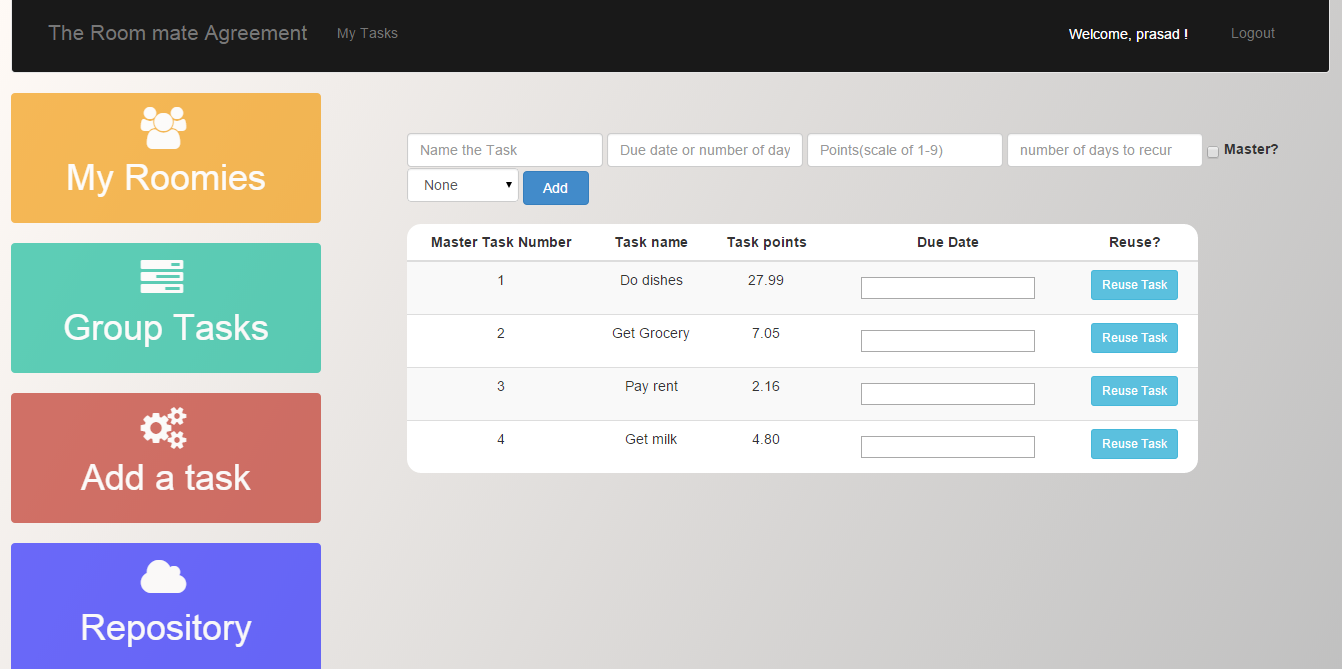 The Room mate Agreement My Tasks Welcome, prasad ! Logout
My Roomies
Group Tasks
Add a task
Repository
Name the Task Due date or number of day Points(scale of 1-9) number of days to recur Master?
None Add
Master Task Number Task name Task points Due Date Reuse?
1 Do dishes 27.99 Reuse Task
2 Get Grocery 7.05 Reuse Task
3 Pay rent 2.16 Reuse Task
4 Get milk 4.80 Reuse Task